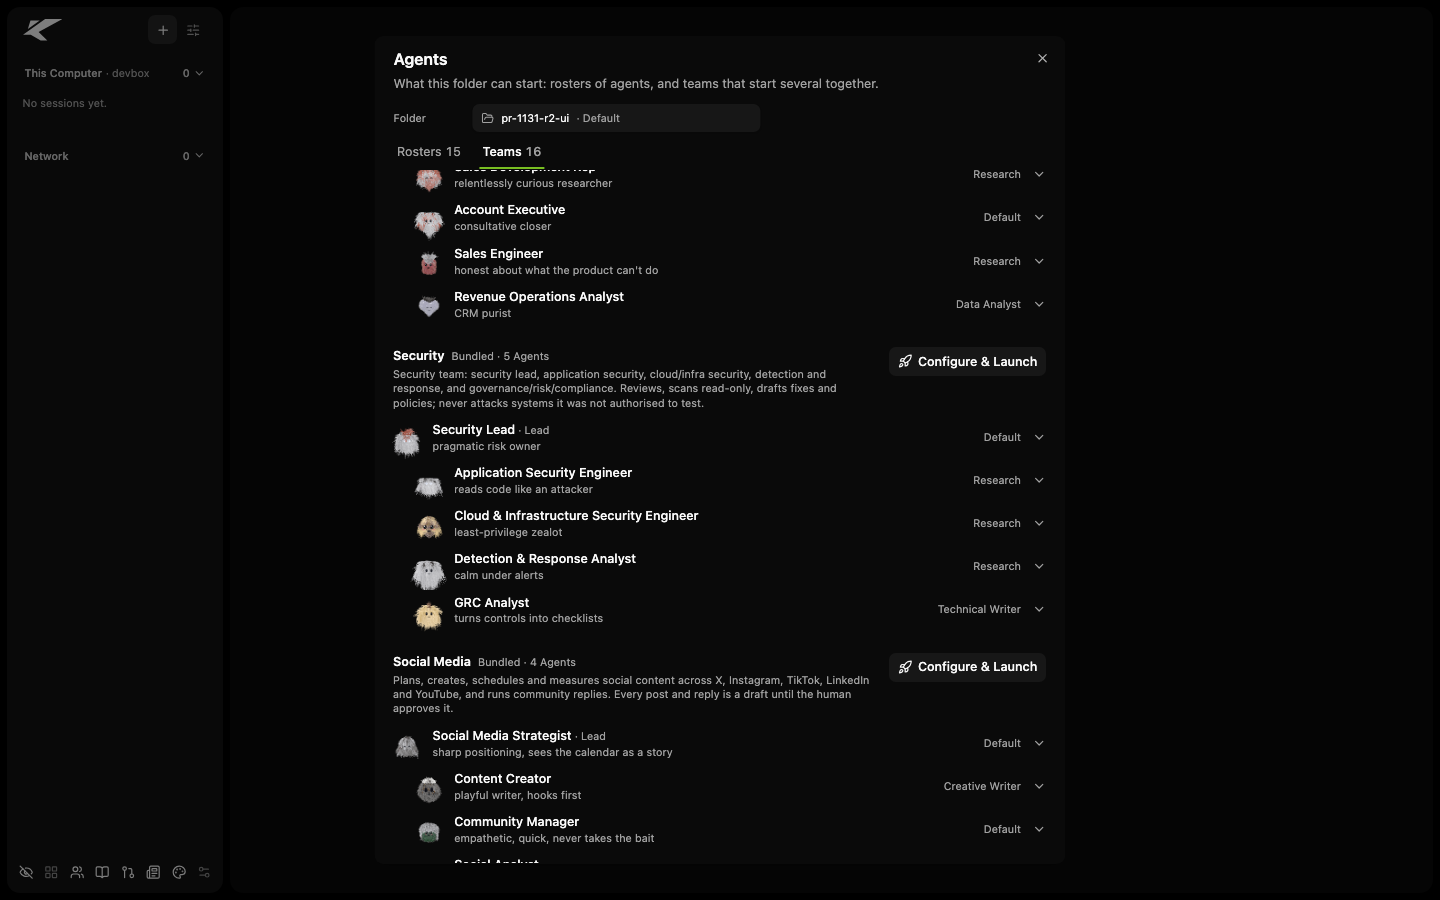 This Computer · devbox 0
No sessions yet.
Network 0
Agents
What this folder can start: rosters of agents, and teams that start several together.
Folder pr-1131-r2-ui · Default
Rosters 15 Teams 16
Sales Development Rep
relentlessly curious researcher
Research
Account Executive
consultative closer
Default
Sales Engineer
honest about what the product can't do
Research
Revenue Operations Analyst
CRM purist
Data Analyst
Security Bundled · 5 Agents
Configure & Launch
Security team: security lead, application security, cloud/infra security, detection and
response, and governance/risk/compliance. Reviews, scans read-only, drafts fixes and
policies; never attacks systems it was not authorised to test.
Security Lead · Lead
pragmatic risk owner
Default
Application Security Engineer
reads code like an attacker
Research
Cloud & Infrastructure Security Engineer
least-privilege zealot
Research
Detection & Response Analyst
calm under alerts
Research
GRC Analyst
turns controls into checklists
Technical Writer
Social Media Bundled · 4 Agents
Configure & Launch
Plans, creates, schedules and measures social content across X, Instagram, TikTok, LinkedIn
and YouTube, and runs community replies. Every post and reply is a draft until the human
approves it.
Social Media Strategist · Lead
sharp positioning, sees the calendar as a story
Default
Content Creator
playful writer, hooks first
Creative Writer
Community Manager
empathetic, quick, never takes the bait
Default
Social Analyst